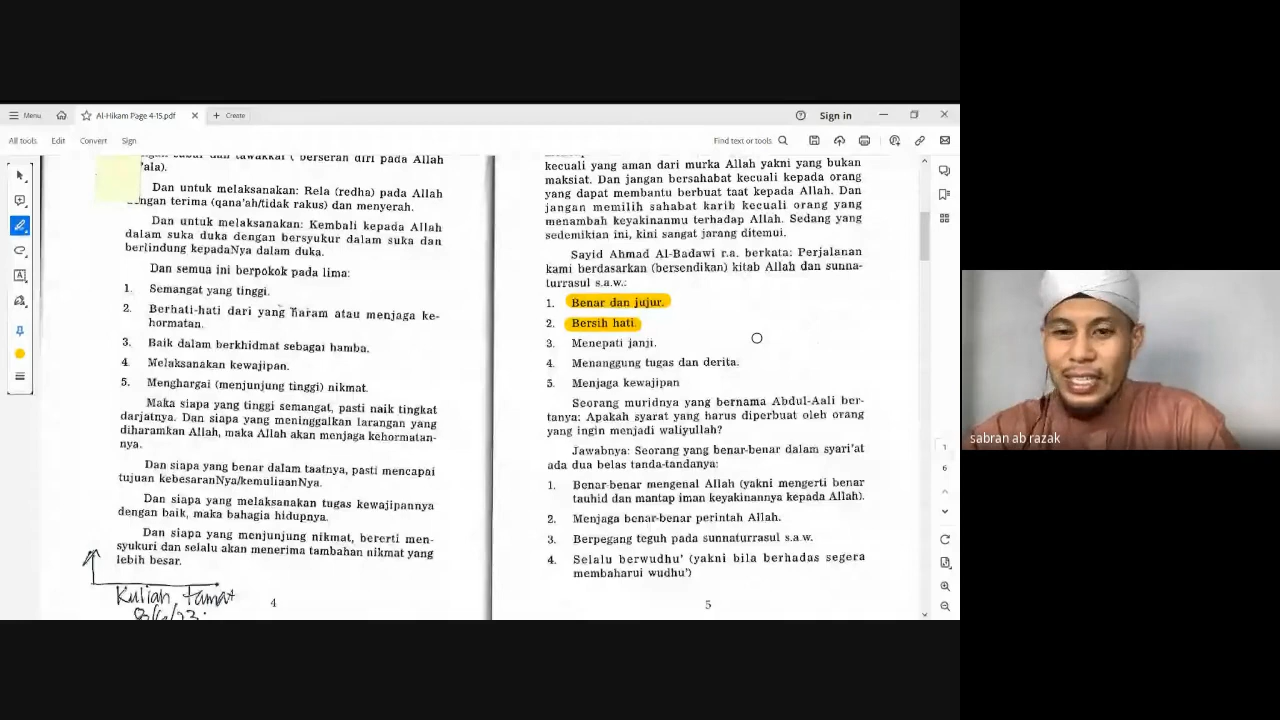 Menu
Al-Hikam Page 4-15.pdf
Create
Sign in
All tools Edit Convert Sign
Find text or tools
sabar dan tawakkal ( berserah diri pada Allah
'ala).
Dan untuk melaksanakan: Rela (redha) pada Allah
dengan terima (qana'ah/tidak rakus) dan menyerah.
Dan untuk melaksanakan: Kembali kepada Allah
dalam suka duka dengan bersyukur dalam suka dan
berlindung kepadaNya dalam duka.
Dan semua ini berpokok pada lima:
1. Semangat yang tinggi.
2. Berhati-hati dari yang haram atau menjaga ke-
hormatan.
3. Baik dalam berkhidmat sebagai hamba.
4. Melaksanakan kewajipan.
5. Menghargai (menjunjung tinggi) nikmat.
Maka siapa yang tinggi semangat, pasti naik tingkat
darjatnya. Dan siapa yang meninggalkan larangan yang
diharamkan Allah, maka Allah akan menjaga kehormatan-
nya.
Dan siapa yang benar dalam taatnya, pasti mencapai
tujuan kebesaranNya/kemuliaanNya.
Dan siapa yang melaksanakan tugas kewajipannya
dengan baik, maka bahagia hidupnya.
Dan siapa yang menjunjung nikmat, bererti men-
syukuri dan selalu akan menerima tambahan nikmat yang
lebih besar.
Kuliah Tamat
4
kecuali yang aman dari murka Allah yakni yang bukan
maksiat. Dan jangan bersahabat kecuali kepada orang
yang dapat membantu berbuat taat kepada Allah. Dan
jangan memilih sahabat karib kecuali orang yang
menambah keyakinanmu terhadap Allah. Sedang yang
sedemikian ini, kini sangat jarang ditemui.
Sayid Ahmad Al-Badawi r.a. berkata: Perjalanan
kami berdasarkan (bersendikan) kitab Allah dan sunna-
turrasul s.a.w.:
1. Benar dan jujur.
2. Bersih hati.
3. Menepati janji.
4. Menanggung tugas dan derita.
5. Menjaga kewajipan
Seorang muridnya yang bernama Abdul-Aali ber-
tanya: Apakah syarat yang harus diperbuat oleh orang
yang ingin menjadi waliyullah?
Jawabnya: Seorang yang benar-benar dalam syari'at
ada dua belas tanda-tandanya:
1. Benar-benar mengenal Allah (yakni mengerti benar
tauhid dan mantap iman keyakinannya kepada Allah).
2. Menjaga benar-benar perintah Allah.
3. Berpegang teguh pada sunnaturrasul s.a.w.
4. Selalu berwudhu' (yakni bila berhadas segera
membaharui wudhu')
5
1
6
sabran ab razak